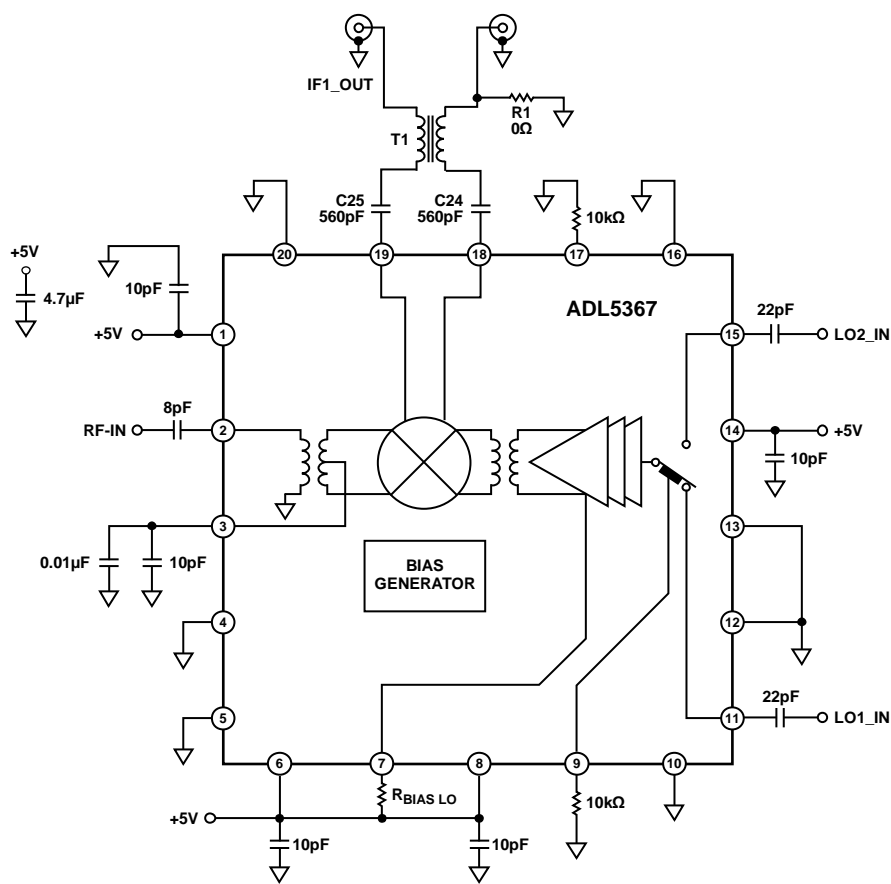 IF1_OUT
R1
0Ω
T1
C25
560pF
C24
560pF
10kΩ
20
19
18
17
16
+5V
4.7µF
10pF
ADL5367
22pF
+5V
1
15
LO2_IN
8pF
RF-IN
2
14
+5V
10pF
3
13
0.01µF
10pF
BIAS
GENERATOR
4
12
5
22pF
11
LO1_IN
6
7
8
9
10
RBIAS LO
10kΩ
+5V
10pF
10pF